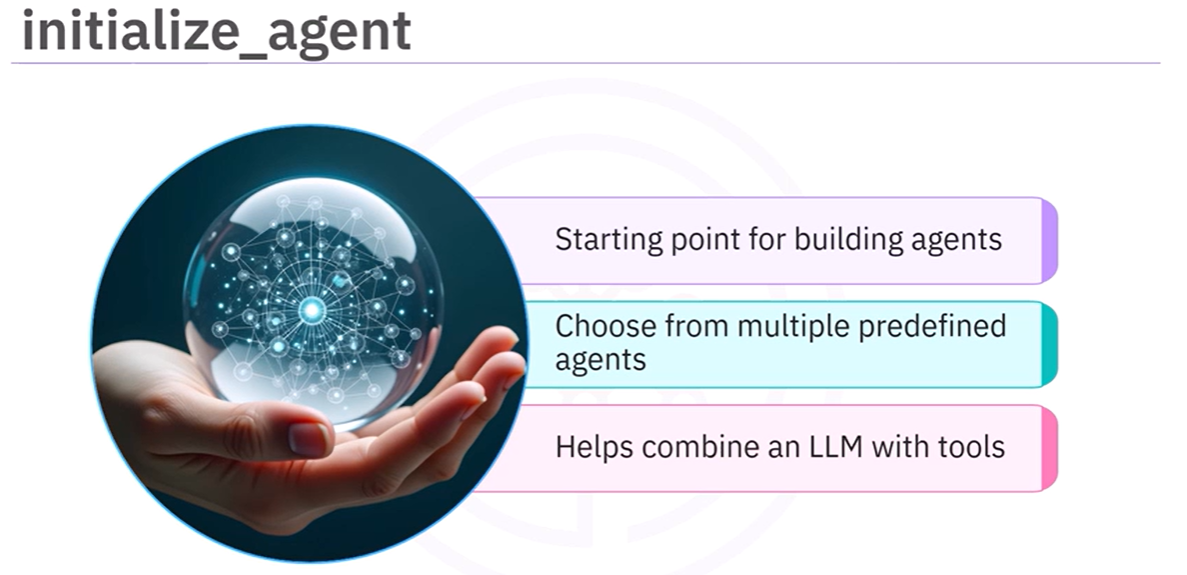 initialize_agent
Starting point for building agents
Choose from multiple predefined
agents
Helps combine an LLM with tools